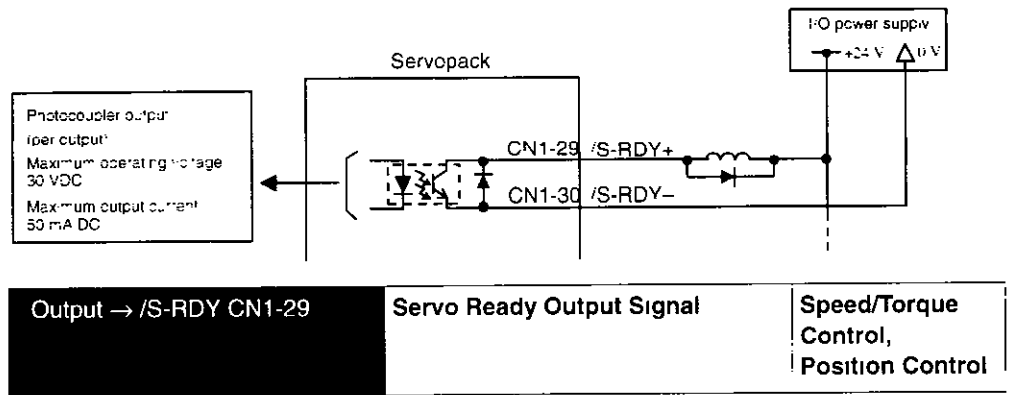 I/O power supply
+24 V 0 V
Servopack
Photocoupler output
(per output)
Maximum operating voltage
30 VDC
Maximum output current
50 mA DC
CN1-29 /S-RDY+
CN1-30 /S-RDY–
Output → /S-RDY CN1-29
Servo Ready Output Signal
Speed/Torque
Control,
Position Control